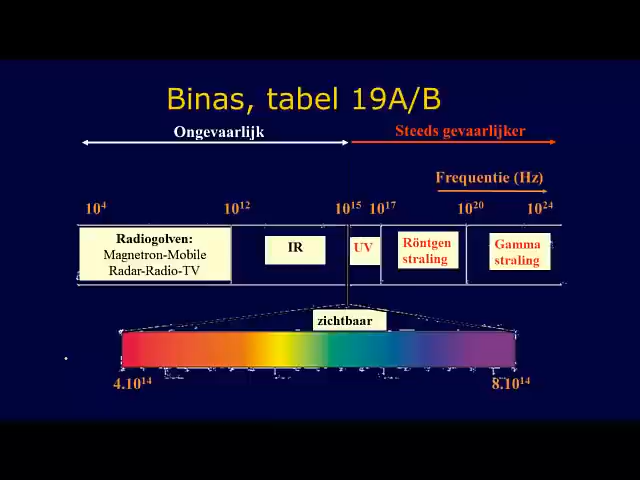 Binas, tabel 19A/B
Ongevaarlijk
Steeds gevaarlijker
Frequentie (Hz)
10⁴ 10¹² 10¹⁵ 10¹⁷ 10²⁰ 10²⁴
Radiogolven:
Magnetron-Mobile
Radar-Radio-TV
IR
UV
Röntgen
straling
Gamma
straling
zichtbaar
4.10¹⁴ 8.10¹⁴